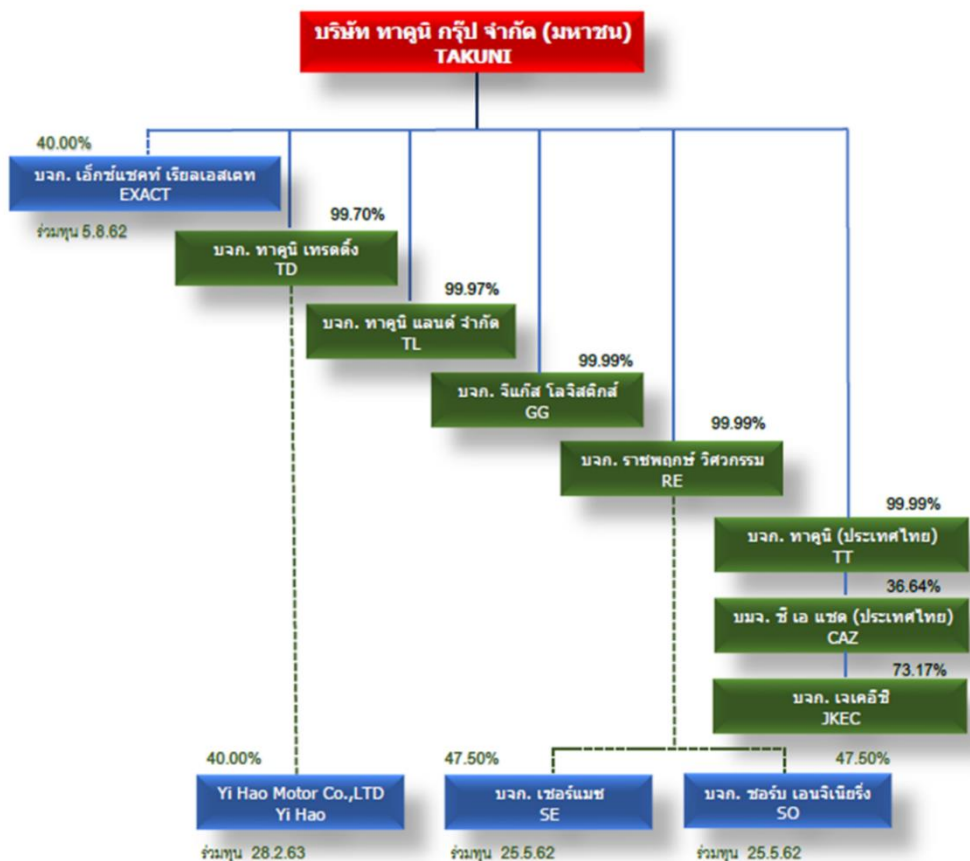 บริษัท ทาคูนิ กรุ๊ป จำกัด (มหาชน)
TAKUNI
40.00%
บจก. เอ็กซ์แซคท์ เรียลเอสเตท
EXACT
ร่วมทุน 5.8.62
99.70%
บจก. ทาคูนิ เทรดดิ้ง
TD
99.97%
บจก. ทาคูนิ แลนด์ จำกัด
TL
99.99%
บจก. จีแก๊ส โลจิสติกส์
GG
99.99%
บจก. ราชพฤกษ์ วิศวกรรม
RE
99.99%
บจก. ทาคูนิ (ประเทศไทย)
TT
36.64%
บมจ. ซี เอ แซด (ประเทศไทย)
CAZ
73.17%
บจก. เจเคอีซี
JKEC
40.00%
Yi Hao Motor Co.,LTD
Yi Hao
ร่วมทุน 28.2.63
47.50%
บจก. เซอร์แมช
SE
ร่วมทุน 25.5.62
47.50%
บจก. ซอร์บ เอนจิเนียริ่ง
SO
ร่วมทุน 25.5.62